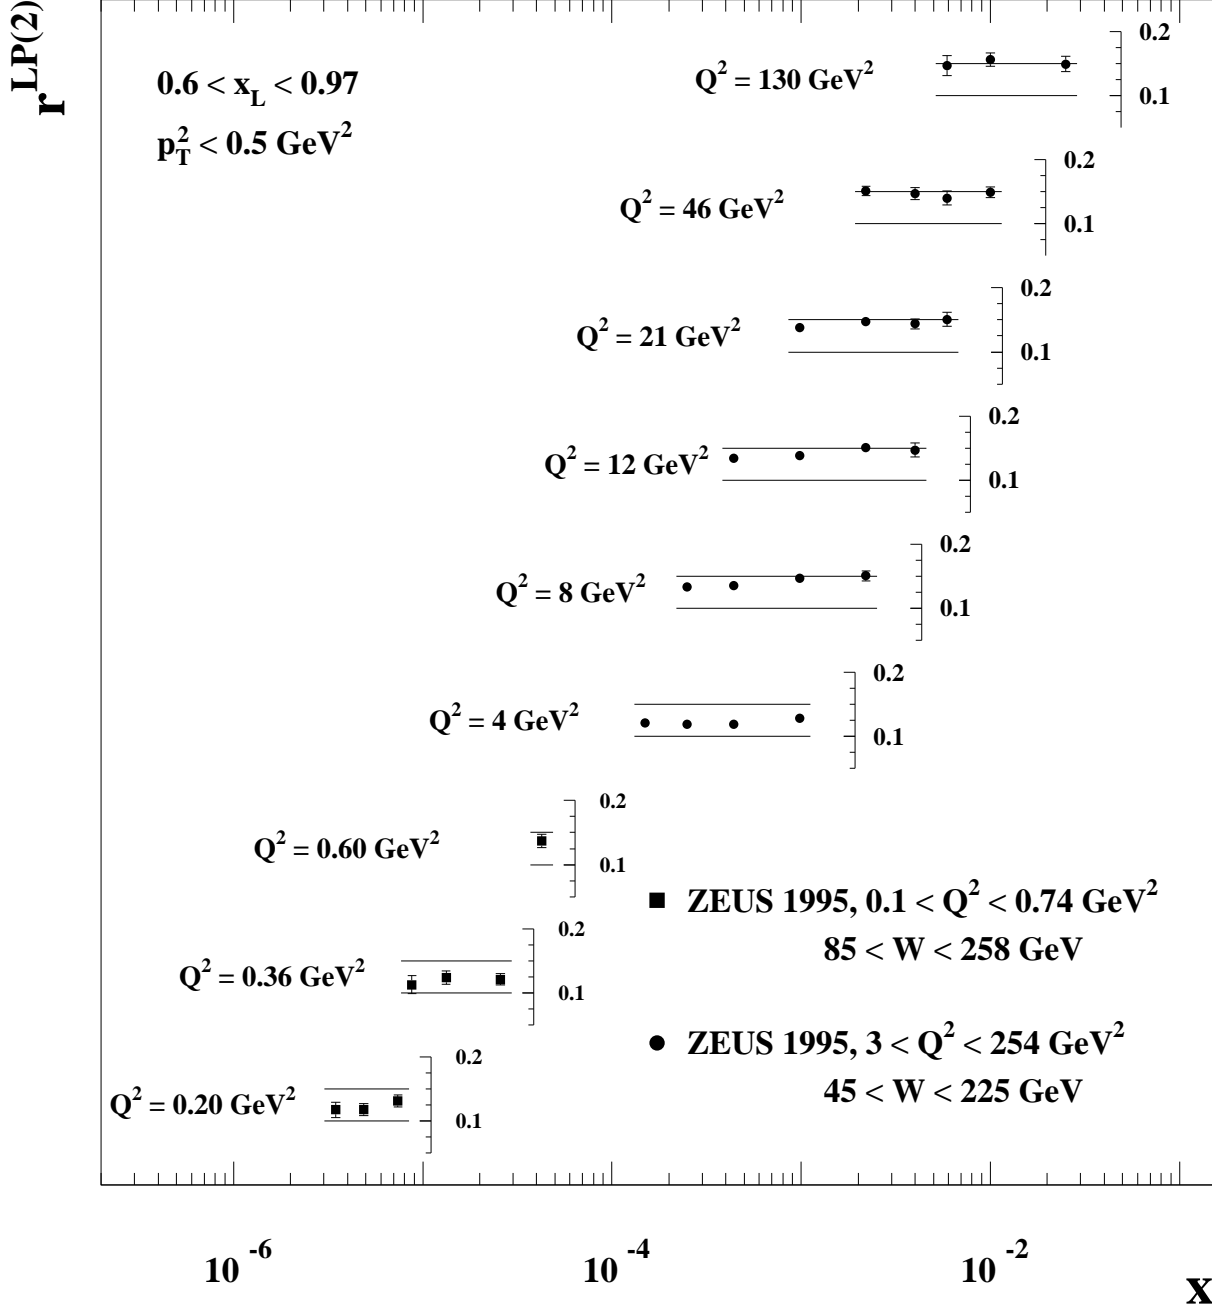 r^LP(2)
0.6 < x_L < 0.97
p_T^2 < 0.5 GeV^2
Q^2 = 130 GeV^2
0.2
0.1
Q^2 = 46 GeV^2
0.2
0.1
Q^2 = 21 GeV^2
0.2
0.1
Q^2 = 12 GeV^2
0.2
0.1
Q^2 = 8 GeV^2
0.2
0.1
Q^2 = 4 GeV^2
0.2
0.1
Q^2 = 0.60 GeV^2
0.2
0.1
Q^2 = 0.36 GeV^2
0.2
0.1
Q^2 = 0.20 GeV^2
0.2
0.1
ZEUS 1995, 0.1 < Q^2 < 0.74 GeV^2
85 < W < 258 GeV
ZEUS 1995, 3 < Q^2 < 254 GeV^2
45 < W < 225 GeV
10^-6 10^-4 10^-2
x